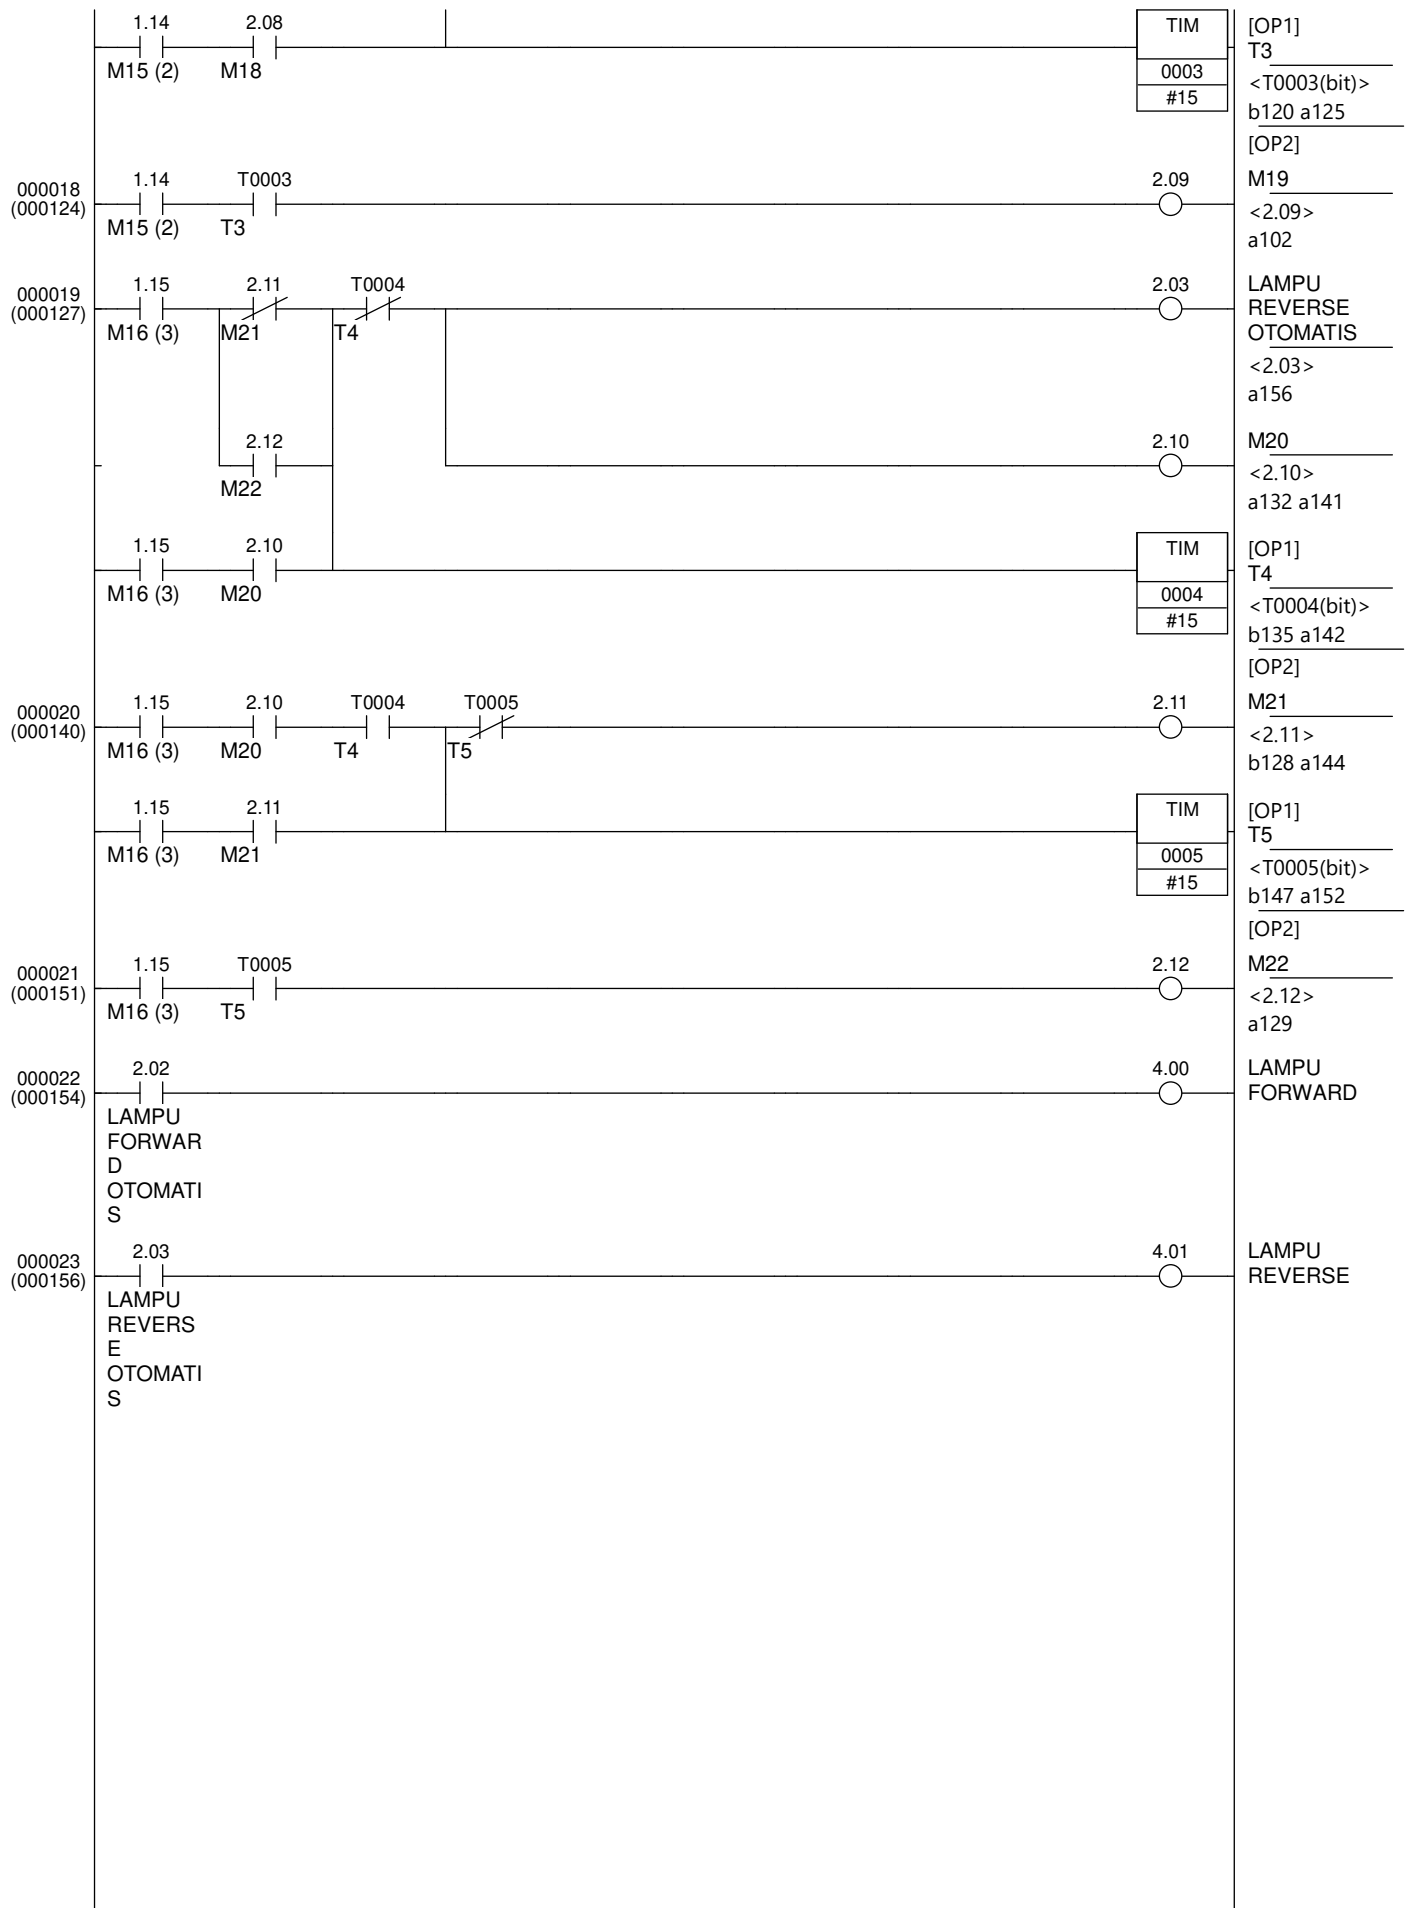 1.14 2.08 TIM [OP1]
T3
M15 (2) M18 0003
<T0003(bit)>
#15
b120 a125
[OP2]
000018 1.14 T0003 2.09 M19
(000124)
M15 (2) T3 <2.09>
a102
000019 1.15 2.11 T0004 2.03 LAMPU
(000127) REVERSE
M16 (3) M21 T4 OTOMATIS
<2.03>
a156
2.12 2.10 M20
M22 <2.10>
a132 a141
1.15 2.10 TIM [OP1]
T4
M16 (3) M20 0004
<T0004(bit)>
#15
b135 a142
[OP2]
000020 1.15 2.10 T0004 T0005 2.11 M21
(000140)
M16 (3) M20 T4 T5 <2.11>
b128 a144
1.15 2.11 TIM [OP1]
T5
M16 (3) M21 0005
<T0005(bit)>
#15
b147 a152
[OP2]
000021 1.15 T0005 2.12 M22
(000151)
M16 (3) T5 <2.12>
a129
000022 2.02 4.00 LAMPU
(000154) FORWARD
LAMPU
FORWAR
D
OTOMATI
S
000023 2.03 4.01 LAMPU
(000156) REVERSE
LAMPU
REVERS
E
OTOMATI
S